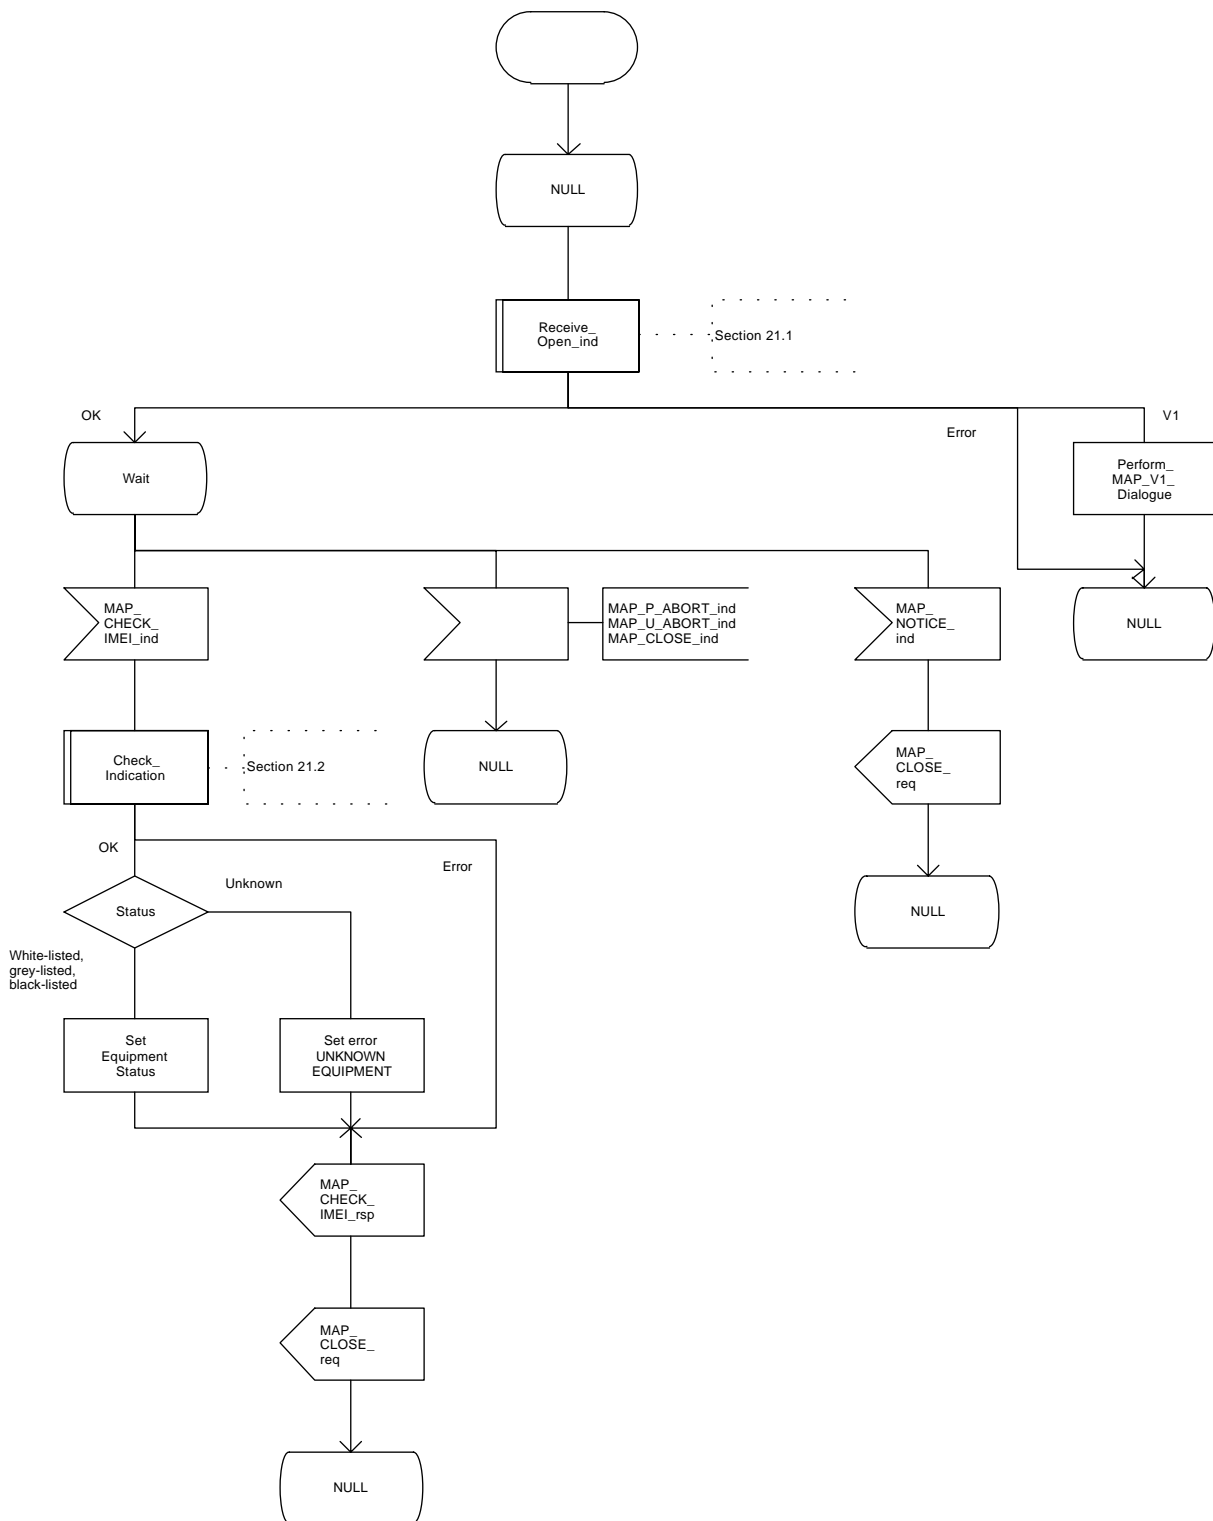 NULL
Receive_
Open_ind
Section 21.1
OK
Error
V1
Wait
Perform_
MAP_V1_
Dialogue
MAP_
CHECK_
IMEI_ind
MAP_P_ABORT_ind
MAP_U_ABORT_ind
MAP_CLOSE_ind
MAP_
NOTICE_
ind
NULL
Check_
Indication
Section 21.2
NULL
MAP_
CLOSE_
req
OK
Error
Unknown
Status
NULL
White-listed,
grey-listed,
black-listed
Set
Equipment
Status
Set error
UNKNOWN
EQUIPMENT
MAP_
CHECK_
IMEI_rsp
MAP_
CLOSE_
req
NULL